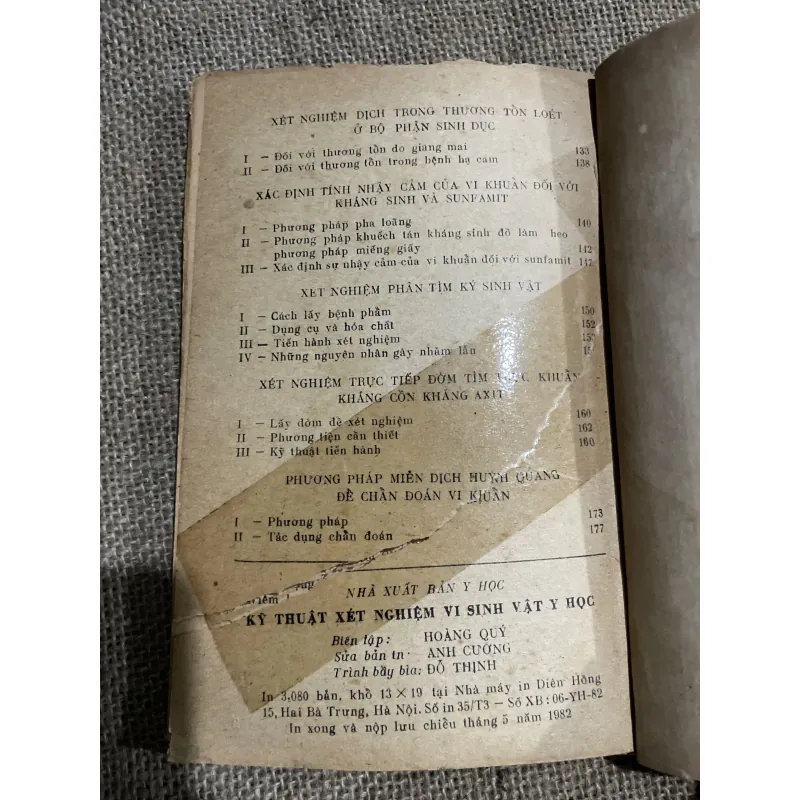 XÉT NGHIỆM DỊCH TRONG THƯƠNG TỔN LOÉT
Ở BỘ PHẬN SINH DỤC
I – Đối với thương tồn do giang mai 133
II – Đối với thương tồn trong bệnh hạ cam 138
XÁC ĐỊNH TÍNH NHẬY CẢM CỦA VI KHUẨN ĐỐI VỚI
KHÁNG SINH VÀ SUNFAMIT
I – Phương pháp pha loãng 140
II – Phương pháp khuếch tán kháng sinh đồ làm heo
phương pháp miếng giấy 142
III – Xác định sự nhậy cảm của vi khuẩn đối với sunfamit 147
XÉT NGHIỆM PHÂN TÌM KÝ SINH VẬT
I – Cách lấy bệnh phẩm 150
II – Dụng cụ và hóa chất 152
III – Tiến hành xét nghiệm 15
IV – Những nguyên nhân gây nhầm lẫn 15
XÉT NGHIỆM TRỰC TIẾP ĐỜM TÌM KHUẨN
KHÁNG CỒN KHÁNG AXIT
I – Lấy đờm để xét nghiệm 160
II – Phương tiện cần thiết 162
III – Kỹ thuật tiến hành 160
PHƯƠNG PHÁP MIỄN DỊCH HUỲNH QUANG
ĐỂ CHẨN ĐOÁN VI KHUẨN
I – Phương pháp 173
II – Tác dụng chẩn đoán 177
NHÀ XUẤT BẢN Y HỌC
KỸ THUẬT XÉT NGHIỆM VI SINH VẬT Y HỌC
Biên tập: HOÀNG QUÝ
Sửa bản in: ANH CƯỜNG
Trình bầy bìa: ĐỖ THỊNH
In 3,080 bản, khổ 13 × 19 tại Nhà máy in Diên Hồng
15, Hai Bà Trưng, Hà Nội. Số in 35/T3 – Số XB : 06-YH-82
In xong và nộp lưu chiểu tháng 5 năm 1982